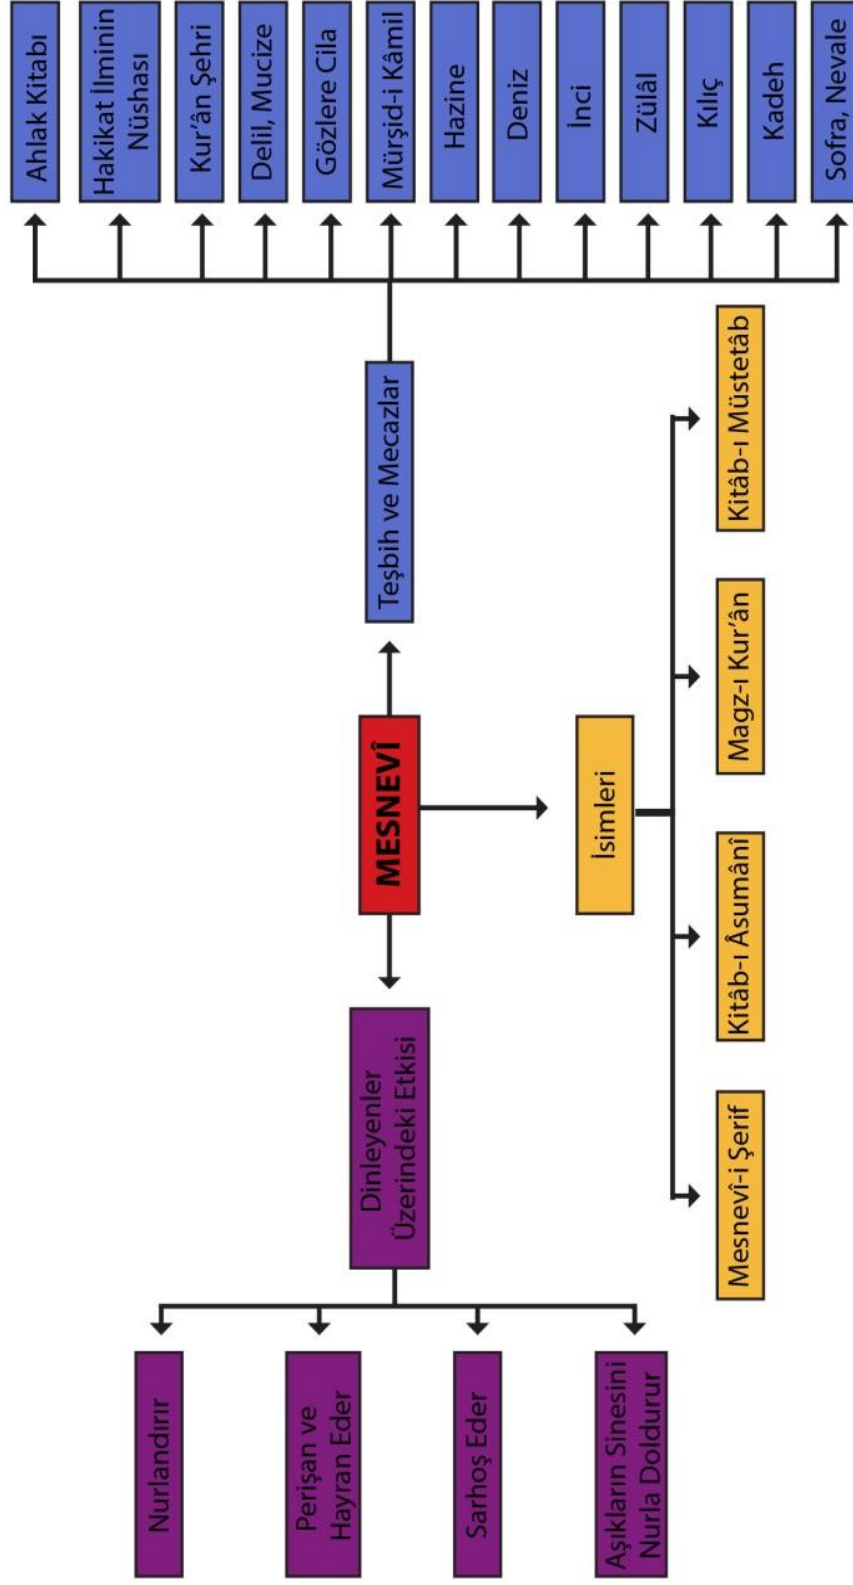 MESNEVÎ
Dinleyenler
Üzerindeki Etkisi
Nurlandırır
Perişan ve
Hayran Eder
Sarhoş Eder
Aşıkların Sinesini
Nurla Doldurur
İsimleri
Mesnevî-i Şerif
Kitâb-ı Âsumânî
Magz-ı Kur'ân
Kitâb-ı Müstetâb
Teşbih ve Mecazlar
Ahlak Kitabı
Hakikat İlminin
Nüshası
Kur'ân Şehri
Delil, Mucize
Gözlere Cila
Mürşid-i Kâmil
Hazine
Deniz
İnci
Zülâl
Kılıç
Kadeh
Sofra, Nevale